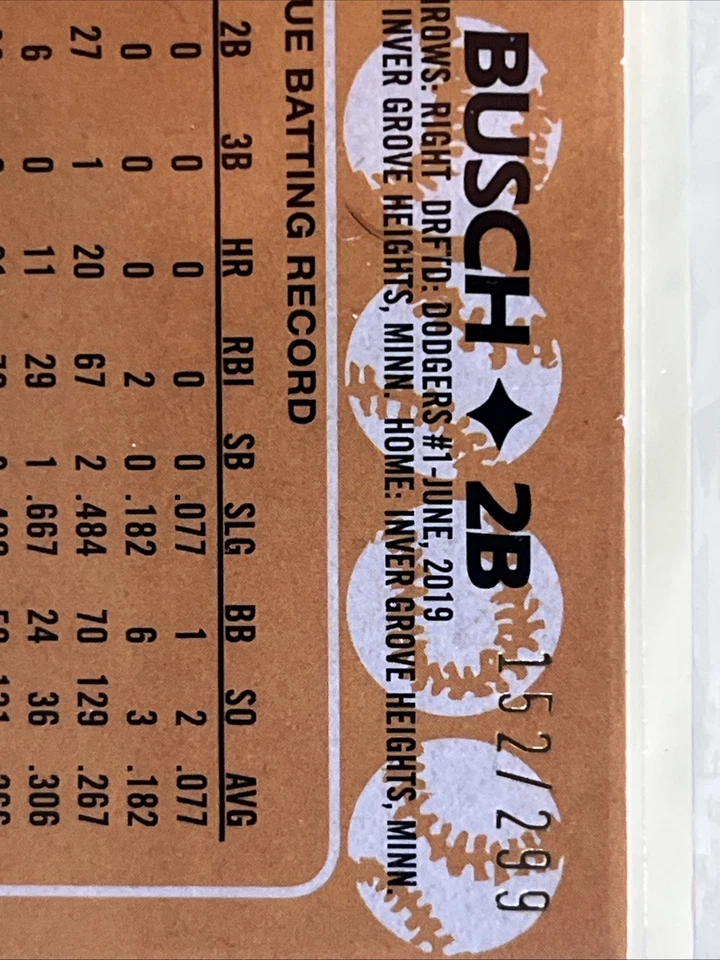 BUSCH ✦ 2B
152/299
ROWS: RIGHT DRFTD: DODGERS #1-JUNE, 2019
INVER GROVE HEIGHTS, MINN. HOME: INVER GROVE HEIGHTS, MINN.
UE BATTING RECORD
2B 3B HR RBI SB SLG BB SO AVG
0 0 0 0 0 .077 1 2 .077
0 0 0 2 0 .182 6 3 .182
27 1 20 67 2 .484 70 129 .267
6 0 11 29 1 .667 24 36 .306